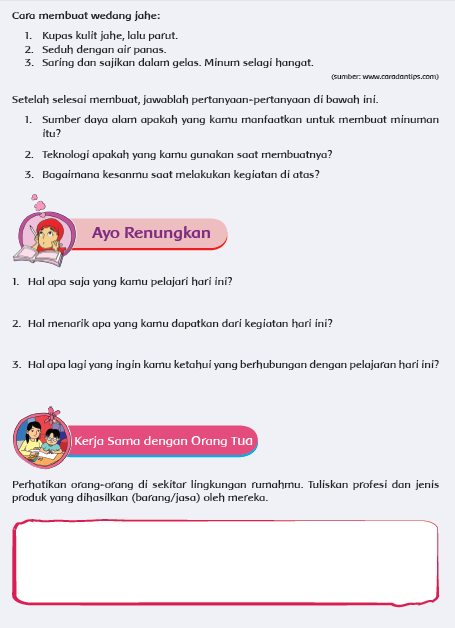 Cara membuat wedang jahe:
1. Kupas kulit jahe, lalu parut.
2. Seduh dengan air panas.
3. Saring dan sajikan dalam gelas. Minum selagi hangat.
(sumber: www.caradantips.com)
Setelah selesai membuat, jawablah pertanyaan-pertanyaan di bawah ini.
1. Sumber daya alam apakah yang kamu manfaatkan untuk membuat minuman
itu?
2. Teknologi apakah yang kamu gunakan saat membuatnya?
3. Bagaimana kesanmu saat melakukan kegiatan di atas?
Ayo Renungkan
1. Hal apa saja yang kamu pelajari hari ini?
2. Hal menarik apa yang kamu dapatkan dari kegiatan hari ini?
3. Hal apa lagi yang ingin kamu ketahui yang berhubungan dengan pelajaran hari ini?
Kerja Sama dengan Orang Tua
Perhatikan orang-orang di sekitar lingkungan rumahmu. Tuliskan profesi dan jenis
produk yang dihasilkan (barang/jasa) oleh mereka.